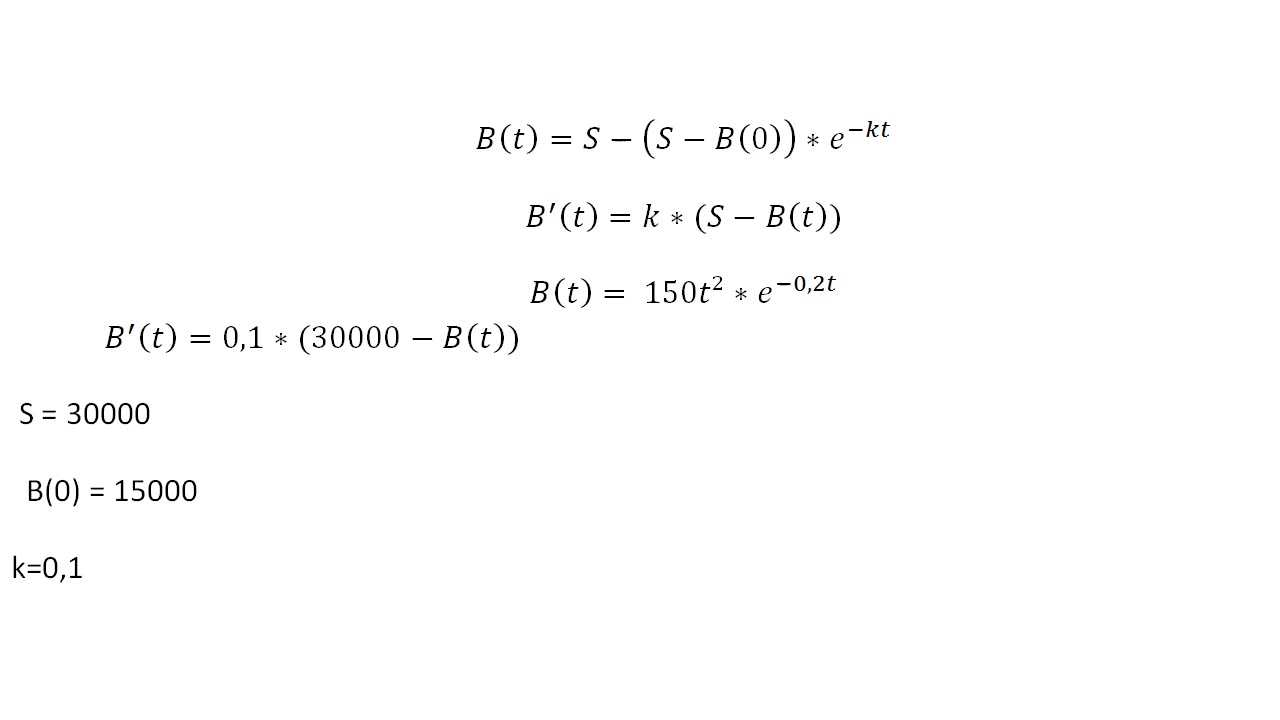 B(t) = S − (S − B(0)) ∗ e^{−kt}
B′(t) = k ∗ (S − B(t))
B(t) = 150t² ∗ e^{−0,2t}
B′(t) = 0,1 ∗ (30000 − B(t))
S = 30000
B(0) = 15000
k=0,1